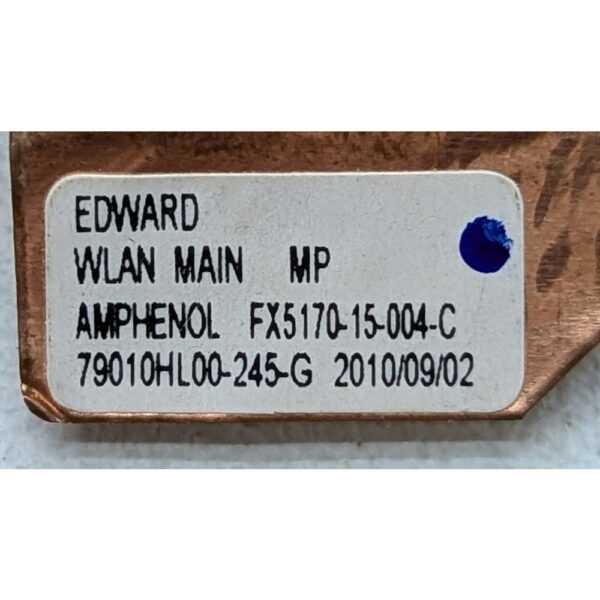 EDWARD
WLAN MAIN MP
AMPHENOL FX5170-15-004-C
79010HL00-245-G 2010/09/02